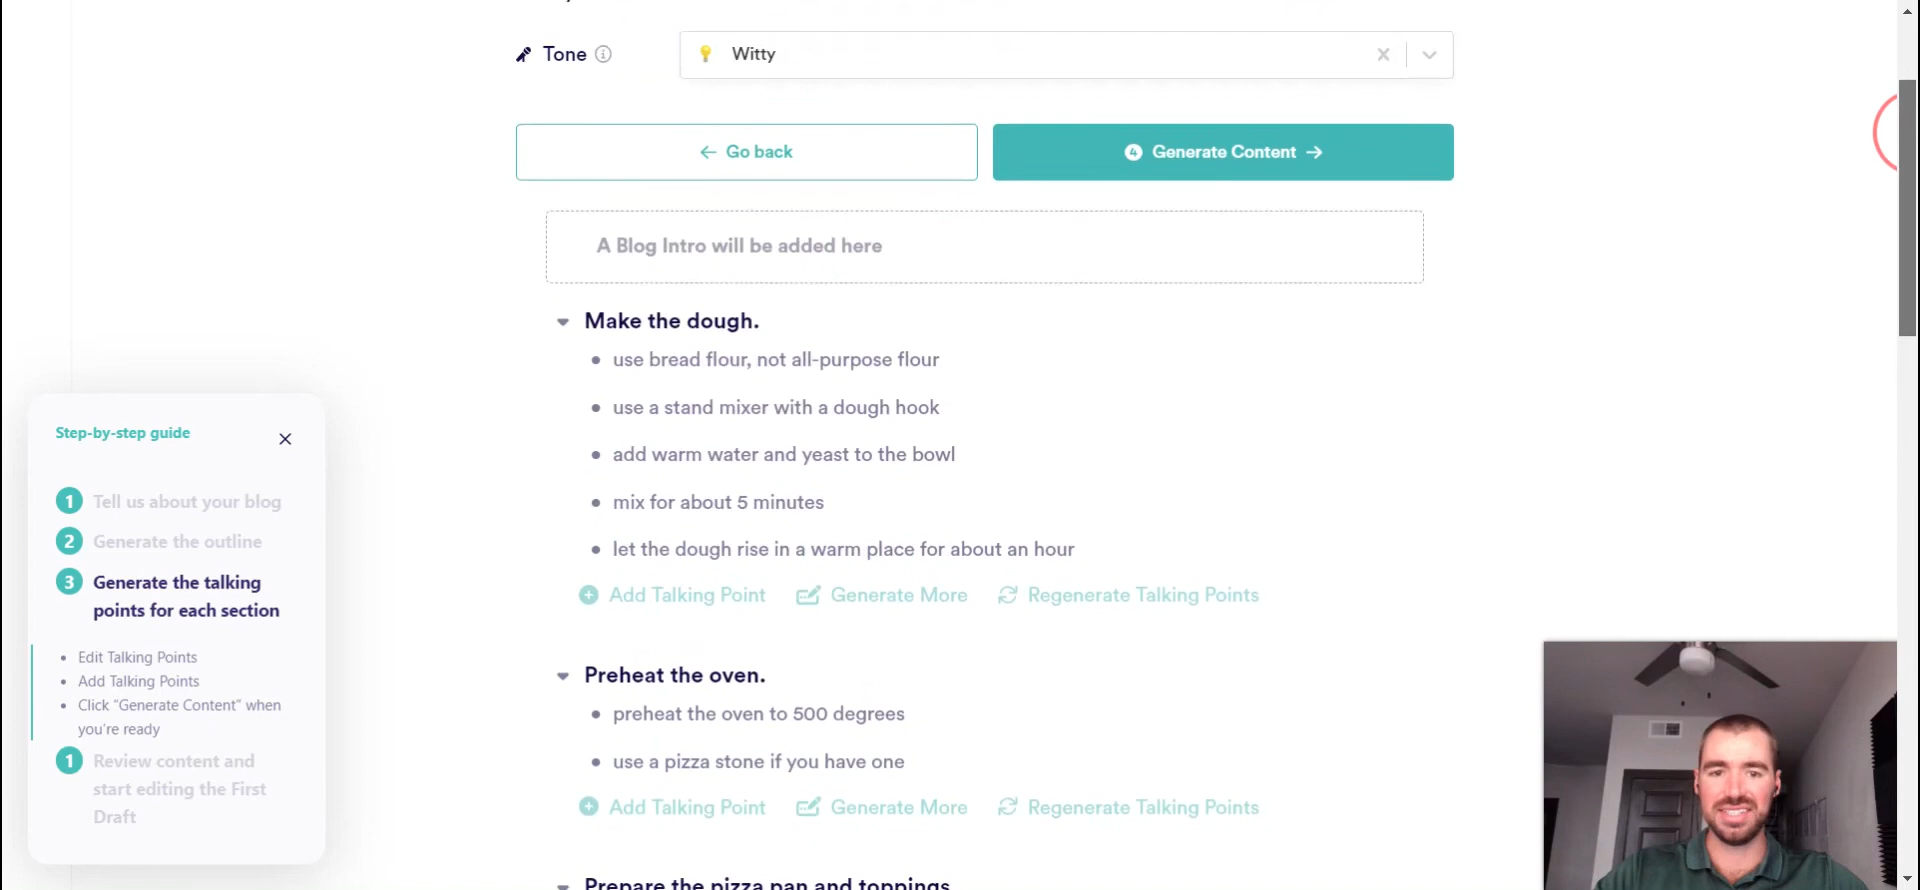 Tone
Witty
Go back
4 Generate Content
A Blog Intro will be added here
Make the dough.
use bread flour, not all-purpose flour
use a stand mixer with a dough hook
add warm water and yeast to the bowl
mix for about 5 minutes
let the dough rise in a warm place for about an hour
Add Talking Point Generate More Regenerate Talking Points
Preheat the oven.
preheat the oven to 500 degrees
use a pizza stone if you have one
Add Talking Point Generate More Regenerate Talking Points
Prepare the pizza pan and toppings
Step-by-step guide
1 Tell us about your blog
2 Generate the outline
3 Generate the talking
points for each section
Edit Talking Points
Add Talking Points
Click “Generate Content” when
you’re ready
1 Review content and
start editing the First
Draft